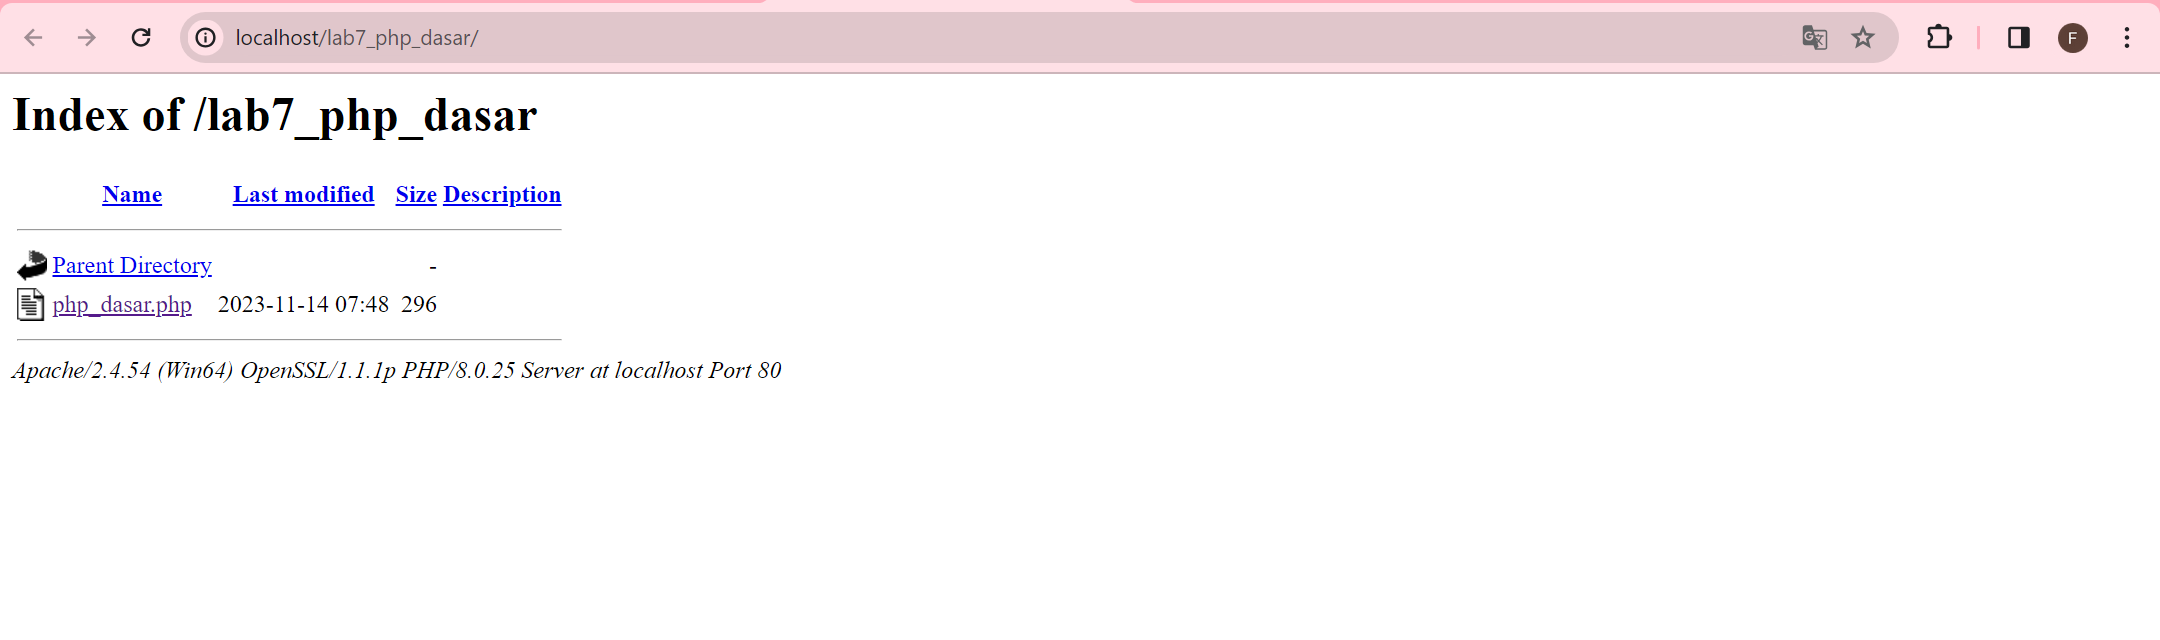 localhost/lab7_php_dasar/
F
Index of /lab7_php_dasar
Name Last modified Size Description
Parent Directory -
php_dasar.php 2023-11-14 07:48 296
Apache/2.4.54 (Win64) OpenSSL/1.1.1p PHP/8.0.25 Server at localhost Port 80